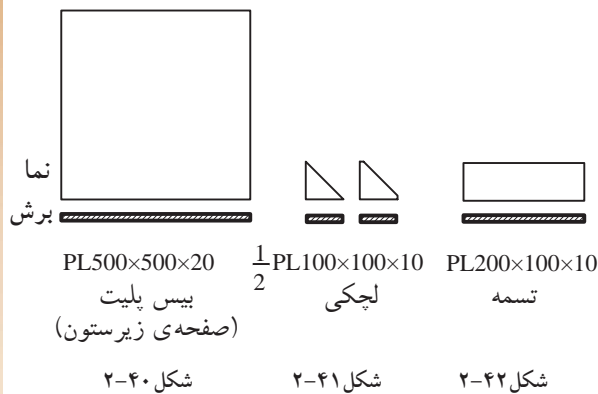 نما
برش
PL500×500×20
بیس پلیت
(صفحه‌ی زیرستون)
شکل ۴۰-۲
1/2 PL100×100×10
لچکی
شکل ۴۱-۲
PL200×100×10
تسمه
شکل ۴۲-۲